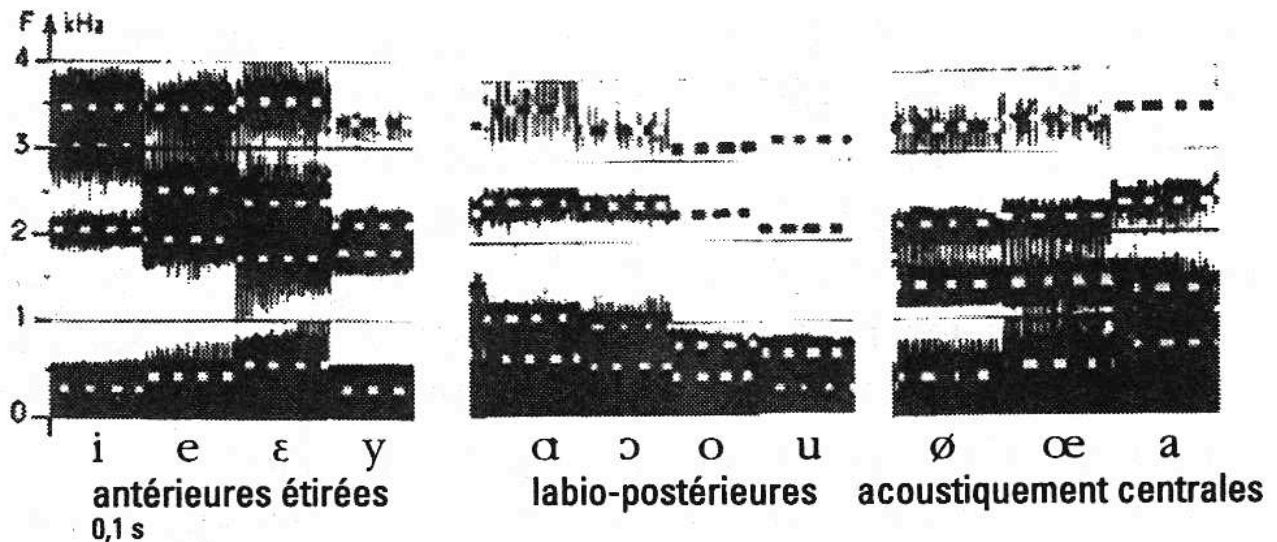 F kHz
4
3
2
1
0
i e ɛ y ɑ ɔ o u ø œ a
antérieures étirées labio-postérieures acoustiquement centrales
0,1 s